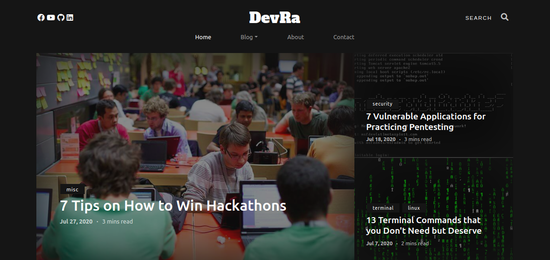 DevRa
SEARCH
Home
Blog
About
Contact
misc
7 Tips on How to Win Hackathons
Jul 27, 2020 • 3 mins read
security
7 Vulnerable Applications for
Practicing Pentesting
Jul 18, 2020 • 3 mins read
terminal linux
13 Terminal Commands that
you Don't Need but Deserve
Jul 7, 2020 • 2 mins read